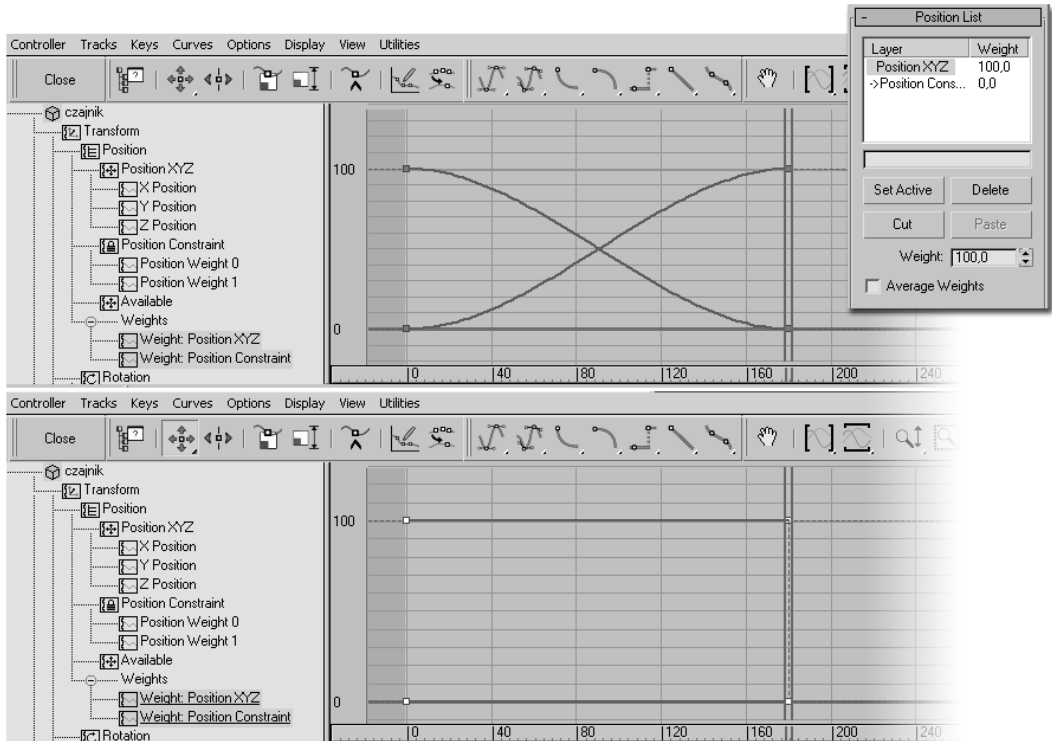 Position List
Layer Weight
Position XYZ 100,0
->Position Cons... 0,0
Set Active Delete
Cut Paste
Weight: 100,0
Average Weights
Controller Tracks Keys Curves Options Display View Utilities
Close
czajnik
Transform
Position
Position XYZ
X Position
Y Position
Z Position
Position Constraint
Position Weight 0
Position Weight 1
Available
Weights
Weight: Position XYZ
Weight: Position Constraint
Rotation
100
0
0 40 80 120 160 200 240
Controller Tracks Keys Curves Options Display View Utilities
Close
czajnik
Transform
Position
Position XYZ
X Position
Y Position
Z Position
Position Constraint
Position Weight 0
Position Weight 1
Available
Weights
Weight: Position XYZ
Weight: Position Constraint
Rotation
100
0
0 40 80 120 160 200 240